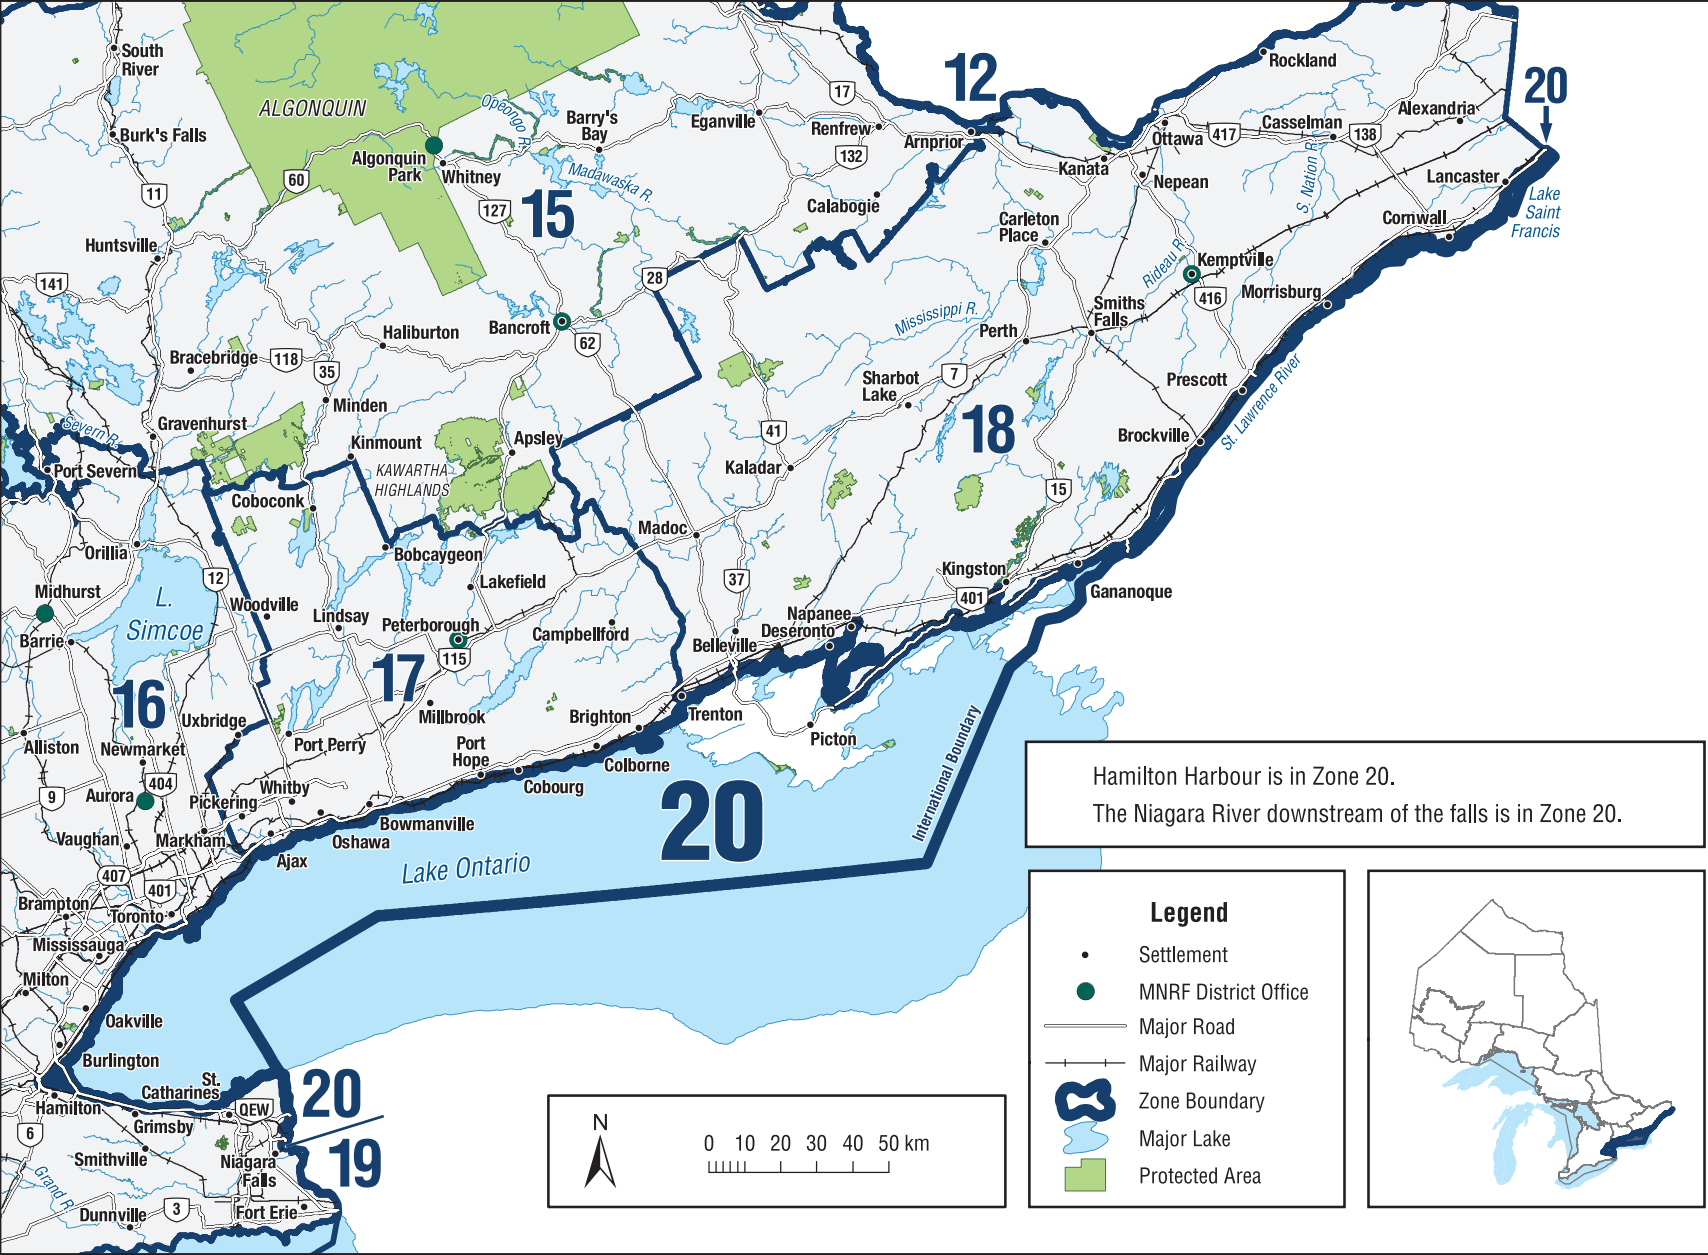 South
River
ALGONQUIN
Opeongo R.
Barry's
Bay
Burk's Falls
Algonquin
Park
Whitney
Madawaska R.
Eganville
Renfrew
17
132
12
Arnprior
Calabogie
Rockland
Ottawa
417
Casselman
138
Alexandria
20
Kanata
Nepean
S. Nation R.
Lancaster
Lake
Saint
Francis
Cornwall
60
11
127
15
Huntsville
141
28
Carleton
Place
Rideau R.
Kemptville
416
Morrisburg
Bancroft
62
Haliburton
Bracebridge
118
35
Minden
Mississippi R.
Perth
Smiths
Falls
7
Sharbot
Lake
18
Prescott
St. Lawrence River
Brockville
Severn R.
Gravenhurst
Port Severn
Kinmount
KAWARTHA
HIGHLANDS
Apsley
41
Kaladar
15
Coboconk
Orillia
12
Bobcaygeon
Lakefield
Madoc
37
Kingston
401
Gananoque
Midhurst
Barrie
L.
Simcoe
Woodville
Lindsay
Peterborough
115
Campbellford
Napanee
Deseronto
Belleville
16
17
Millbrook
Brighton
Trenton
Picton
Alliston
Uxbridge
Newmarket
Port Perry
Port
Hope
Colborne
Cobourg
9
Aurora
404
Pickering
Whitby
Bowmanville
Vaughan
Markham
Oshawa
Ajax
20
Lake Ontario
International Boundary
407
401
Brampton
Toronto
Mississauga
Milton
Oakville
Burlington
Hamilton
St.
Catharines
QEW
Grimsby
6
Smithville
Niagara
Falls
20
19
Grand R.
Dunnville
3
Fort Erie
Hamilton Harbour is in Zone 20.
The Niagara River downstream of the falls is in Zone 20.
N
0 10 20 30 40 50 km
Legend
Settlement
MNRF District Office
Major Road
Major Railway
Zone Boundary
Major Lake
Protected Area